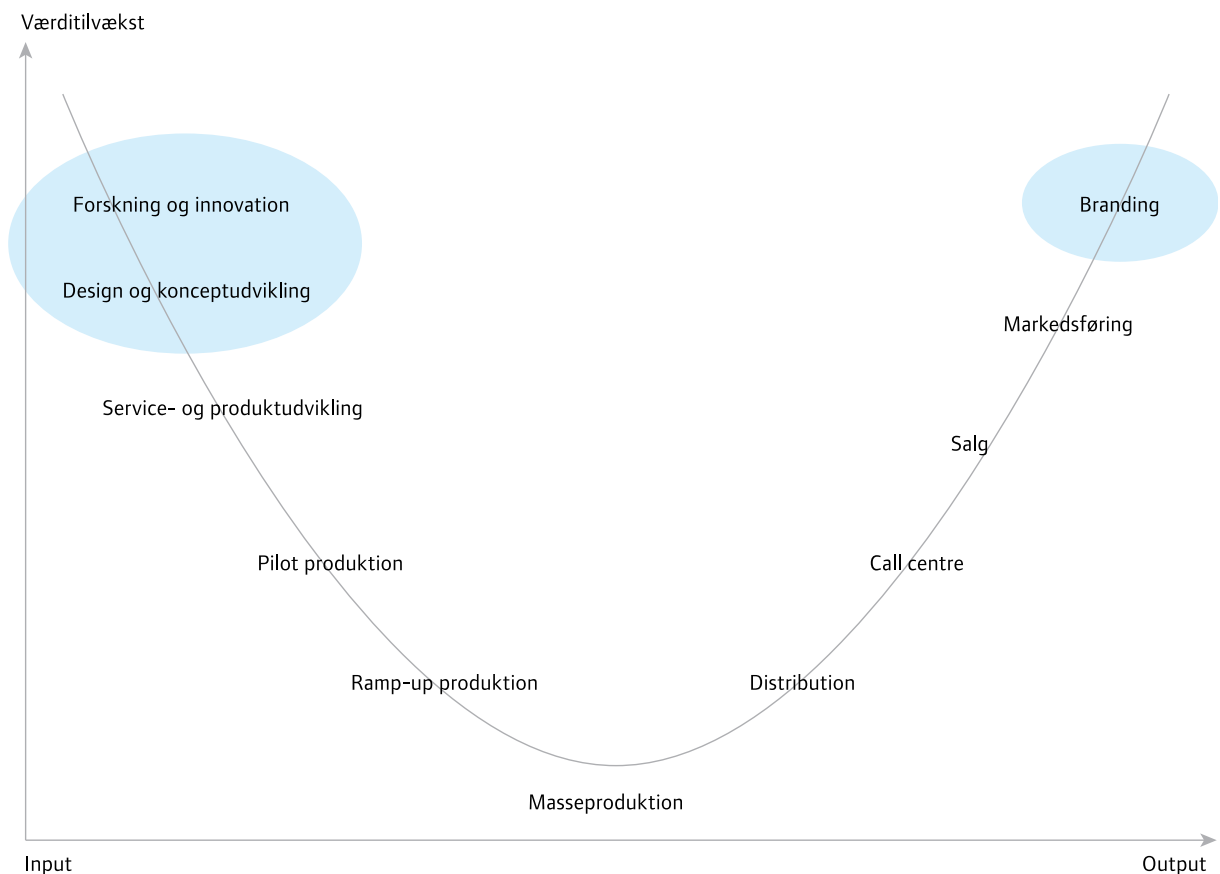 Værditilvækst
Forskning og innovation
Branding
Design og konceptudvikling
Markedsføring
Service- og produktudvikling
Salg
Pilot produktion
Call centre
Ramp-up produktion
Distribution
Masseproduktion
Input
Output